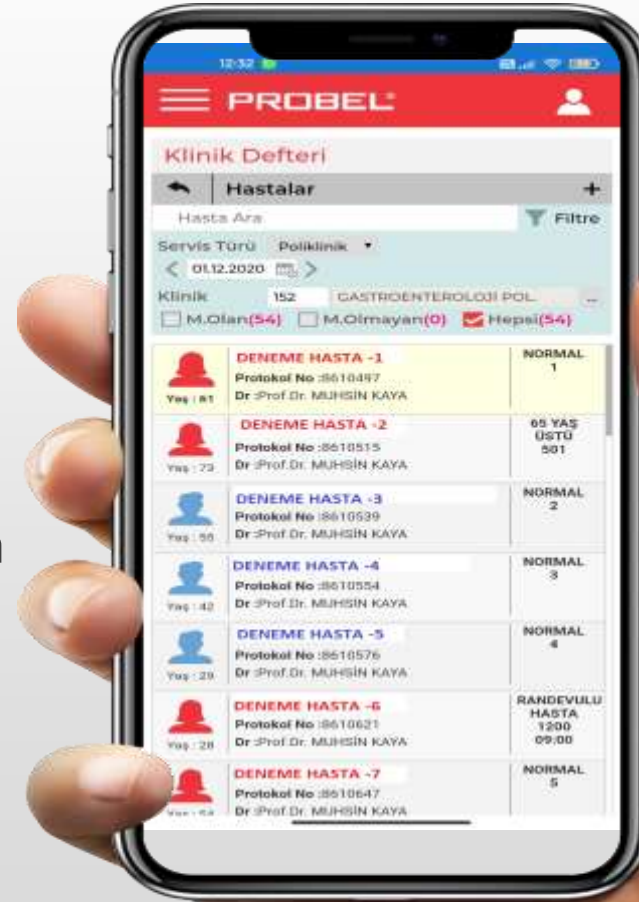 12:32
PROBEL
Klinik Defteri
Hastalar +
Hasta Ara Filtre
Servis Türü Poliklinik
< 01.12.2020 >
Klinik 152 GASTROENTEROLOJİ POL. ...
M.Olan(54) M.Olmayan(0) Hepsi(54)
DENEME HASTA -1 NORMAL
Protokol No :8610497 1
Yaş : 61 Dr :Prof.Dr. MUHSİN KAYA
DENEME HASTA -2 65 YAŞ
Protokol No :8610515 ÜSTÜ
Yaş : 73 Dr :Prof.Dr. MUHSİN KAYA 501
DENEME HASTA -3 NORMAL
Protokol No :8610539 2
Dr :Prof.Dr. MUHSİN KAYA
DENEME HASTA -4 NORMAL
Protokol No :8610554 3
Yaş : 42 Dr :Prof.Dr. MUHSİN KAYA
DENEME HASTA -5 NORMAL
Protokol No :8610576 4
Yaş : 29 Dr :Prof.Dr. MUHSİN KAYA
DENEME HASTA -6 RANDEVULU
Protokol No :8610621 HASTA
Yaş : 28 Dr :Prof.Dr. MUHSİN KAYA 1200
09:00
DENEME HASTA -7 NORMAL
Protokol No :8610647 5
Dr :Prof.Dr. MUHSİN KAYA